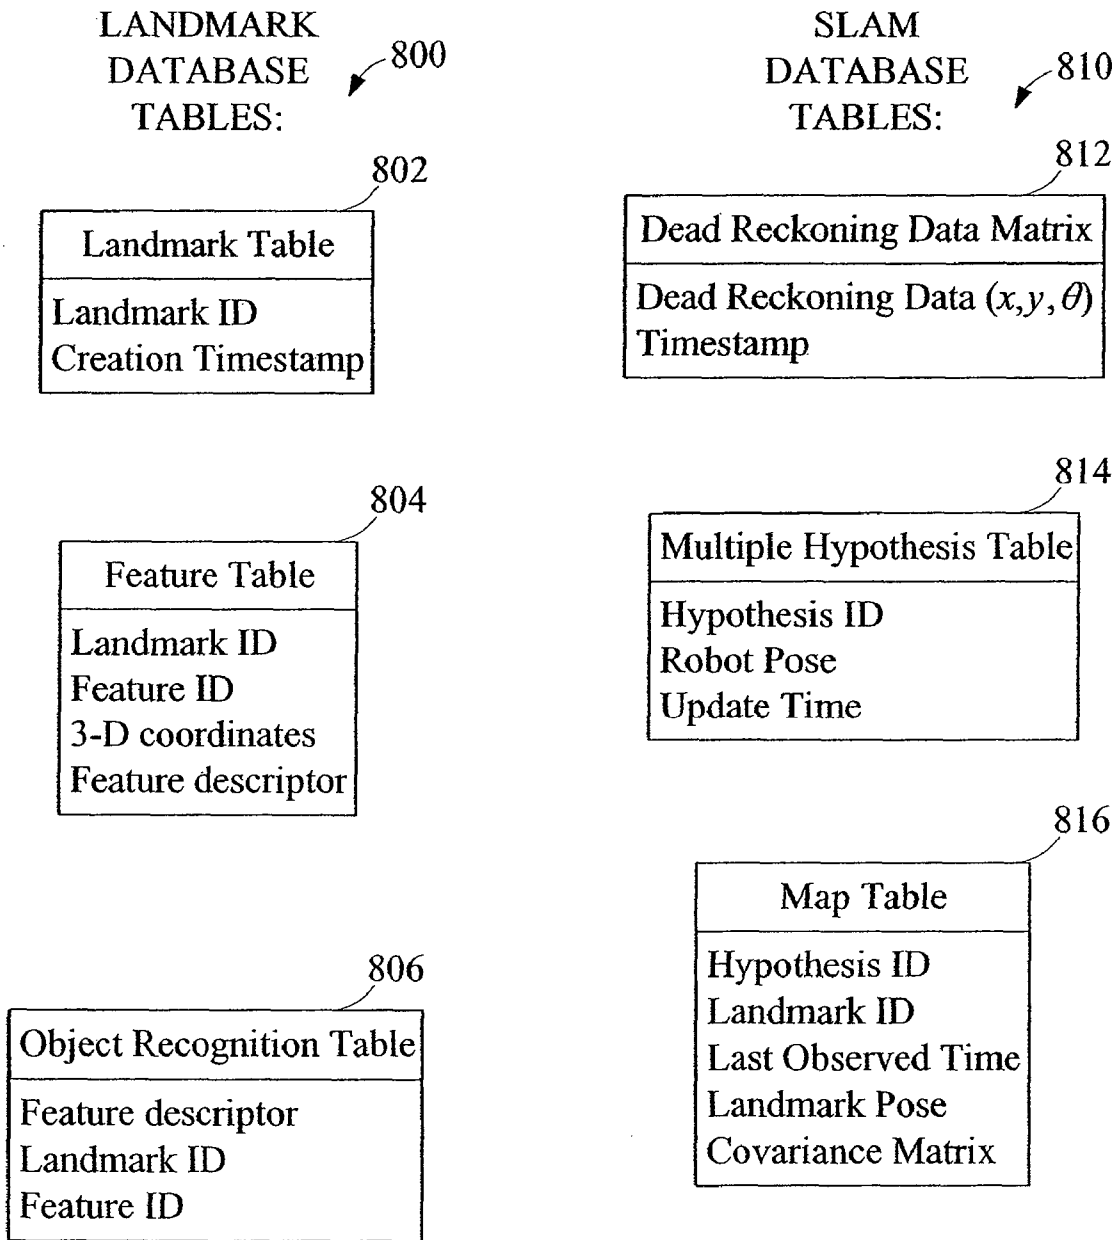 LANDMARK
DATABASE
TABLES:
800
802
Landmark Table
Landmark ID
Creation Timestamp
804
Feature Table
Landmark ID
Feature ID
3-D coordinates
Feature descriptor
806
Object Recognition Table
Feature descriptor
Landmark ID
Feature ID
SLAM
DATABASE
TABLES:
810
812
Dead Reckoning Data Matrix
Dead Reckoning Data (x,y,θ)
Timestamp
814
Multiple Hypothesis Table
Hypothesis ID
Robot Pose
Update Time
816
Map Table
Hypothesis ID
Landmark ID
Last Observed Time
Landmark Pose
Covariance Matrix